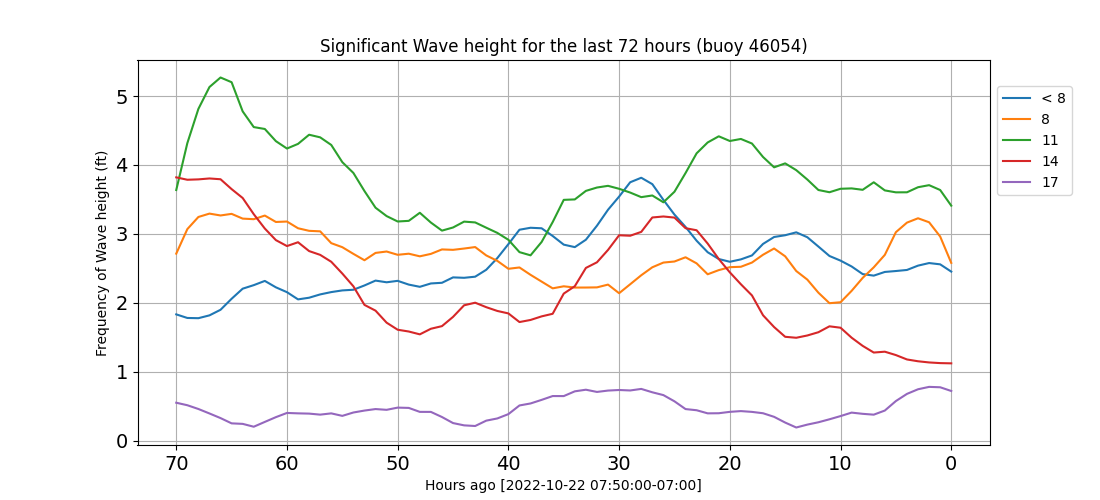 Significant Wave height for the last 72 hours (buoy 46054)
Frequency of Wave height (ft)
5
4
3
2
1
0
70 60 50 40 30 20 10 0
Hours ago [2022-10-22 07:50:00-07:00]
< 8
8
11
14
17